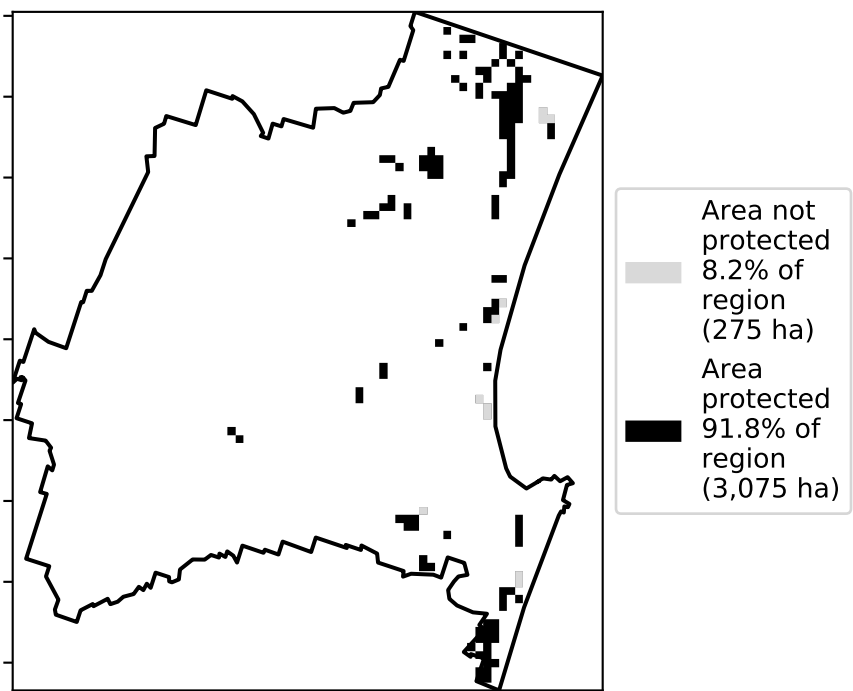 Area not
protected
8.2% of
region
(275 ha)
Area
protected
91.8% of
region
(3,075 ha)